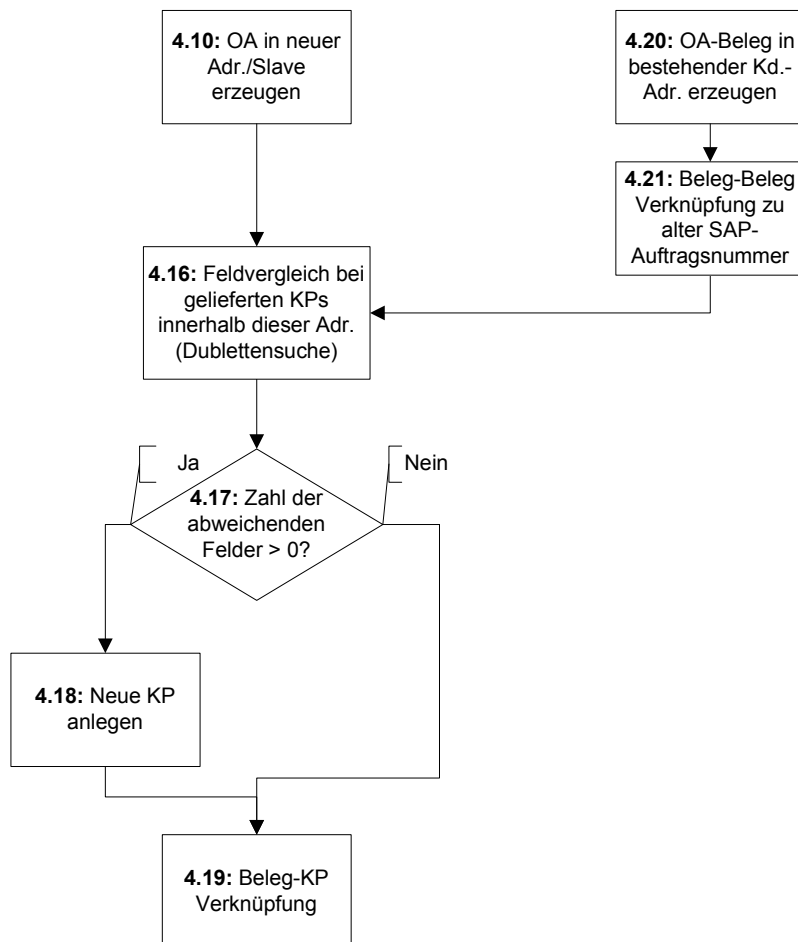 4.10: OA in neuer
Adr./Slave
erzeugen
4.20: OA-Beleg in
bestehender Kd.-
Adr. erzeugen
4.21: Beleg-Beleg
Verknüpfung zu
alter SAP-
Auftragsnummer
4.16: Feldvergleich bei
gelieferten KPs
innerhalb dieser Adr.
(Dublettensuche)
Ja
Nein
4.17: Zahl der
abweichenden
Felder > 0?
4.18: Neue KP
anlegen
4.19: Beleg-KP
Verknüpfung